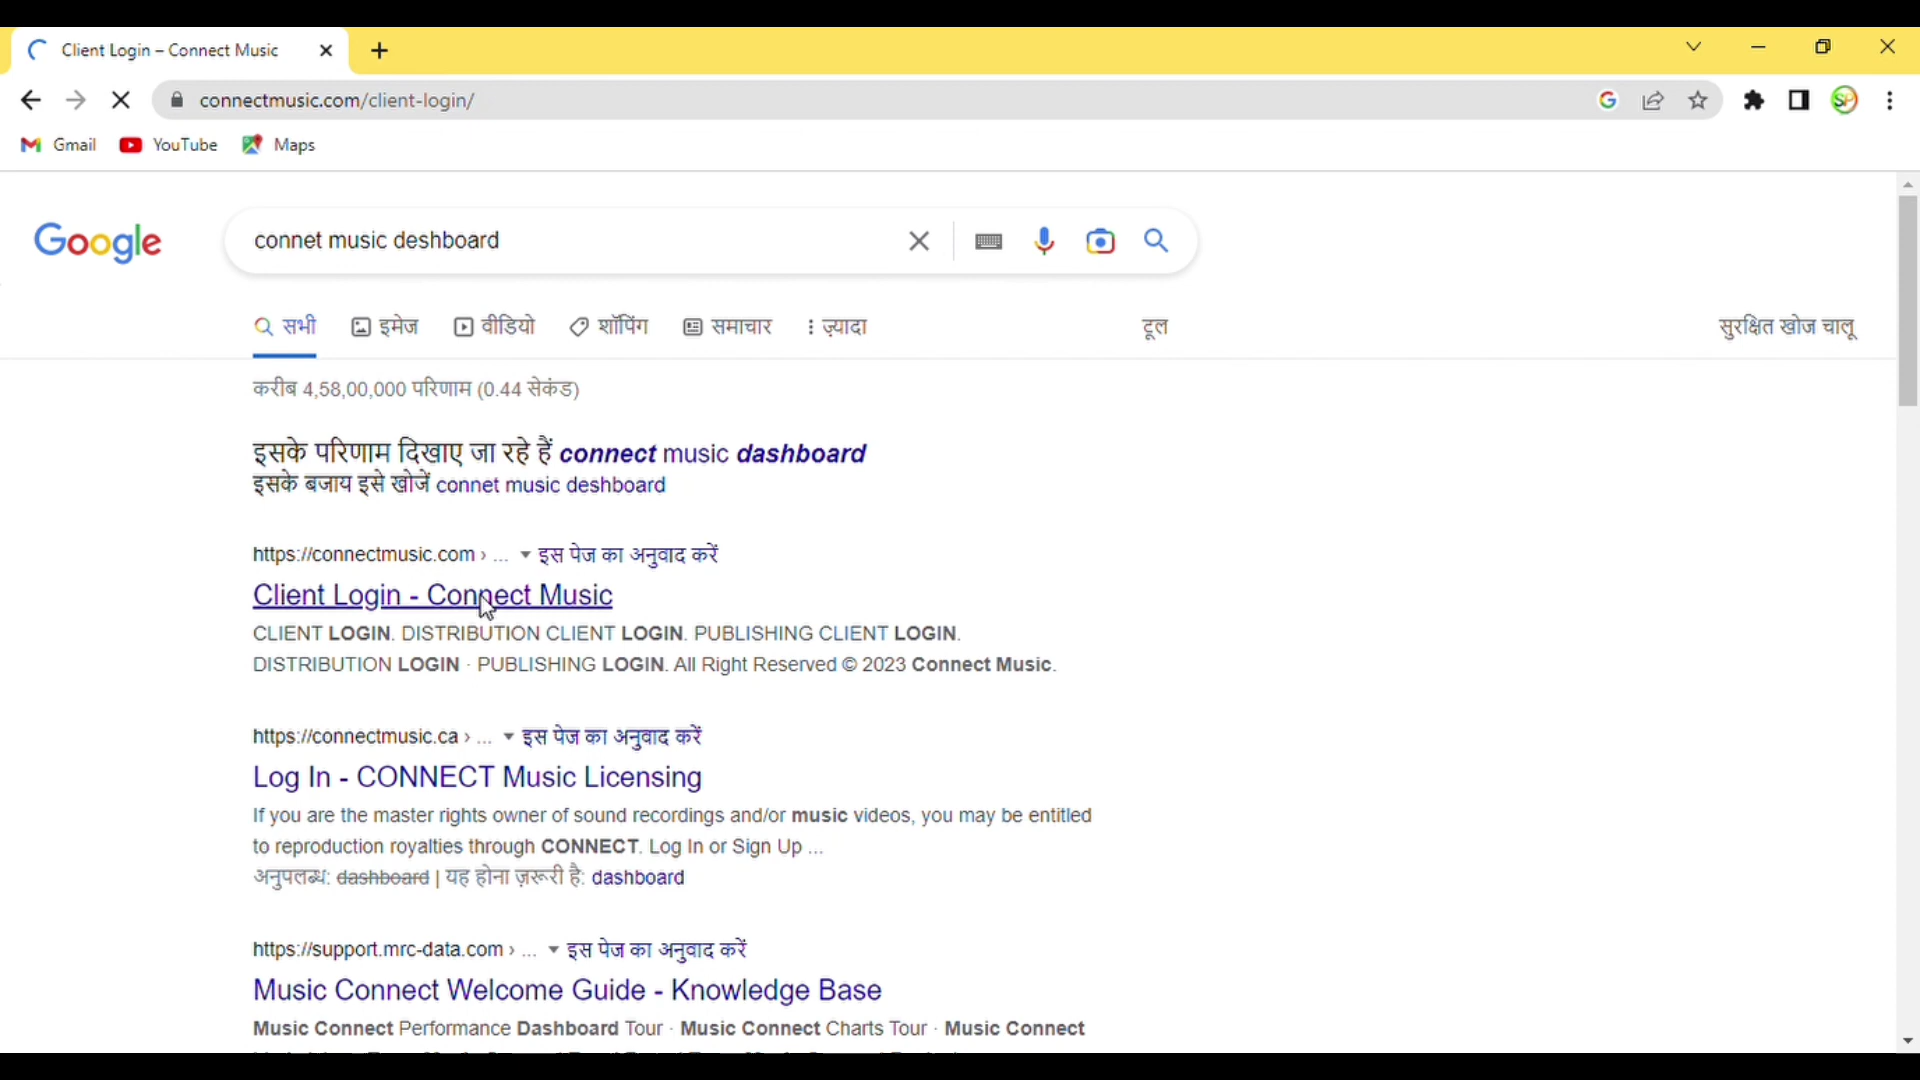 Client Login – Connect Music
connectmusic.com/client-login/
Gmail YouTube Maps
Google connet music deshboard
सभी इमेज वीडियो शॉपिंग समाचार ज़्यादा टूल सुरक्षित खोज चालू
करीब 4,58,00,000 परिणाम (0.44 सेकंड)
इसके परिणाम दिखाए जा रहे हैं connect music dashboard
इसके बजाय इसे खोजें connet music deshboard
https://connectmusic.com › ... इस पेज का अनुवाद करें
Client Login - Connect Music
CLIENT LOGIN. DISTRIBUTION CLIENT LOGIN. PUBLISHING CLIENT LOGIN.
DISTRIBUTION LOGIN · PUBLISHING LOGIN. All Right Reserved © 2023 Connect Music.
https://connectmusic.ca › ... इस पेज का अनुवाद करें
Log In - CONNECT Music Licensing
If you are the master rights owner of sound recordings and/or music videos, you may be entitled
to reproduction royalties through CONNECT. Log In or Sign Up ...
अनुपलब्ध: dashboard | यह होना ज़रूरी है: dashboard
https://support.mrc-data.com › ... इस पेज का अनुवाद करें
Music Connect Welcome Guide - Knowledge Base
Music Connect Performance Dashboard Tour · Music Connect Charts Tour · Music Connect